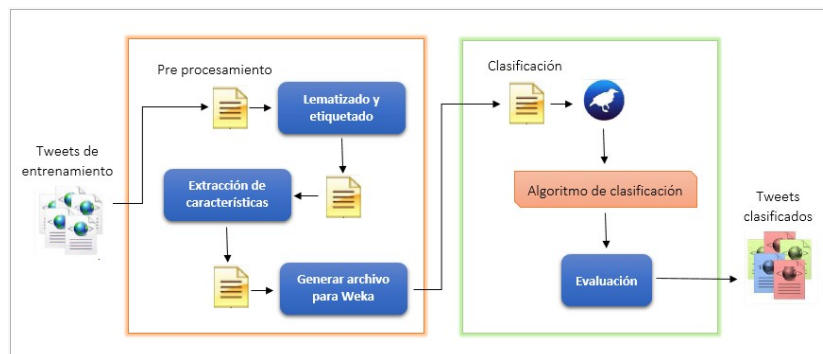 Tweets de
entrenamiento
Pre procesamiento
Lematizado y
etiquetado
Extracción de
características
Generar archivo
para Weka
Clasificación
Algoritmo de clasificación
Evaluación
Tweets
clasificados